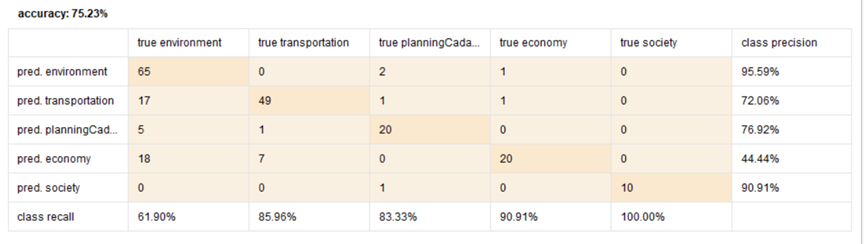 accuracy: 75.23%
true environment true transportation true planningCada... true economy true society class precision
pred. environment 65 0 2 1 0 95.59%
pred. transportation 17 49 1 1 0 72.06%
pred. planningCad... 5 1 20 0 0 76.92%
pred. economy 18 7 0 20 0 44.44%
pred. society 0 0 1 0 10 90.91%
class recall 61.90% 85.96% 83.33% 90.91% 100.00%